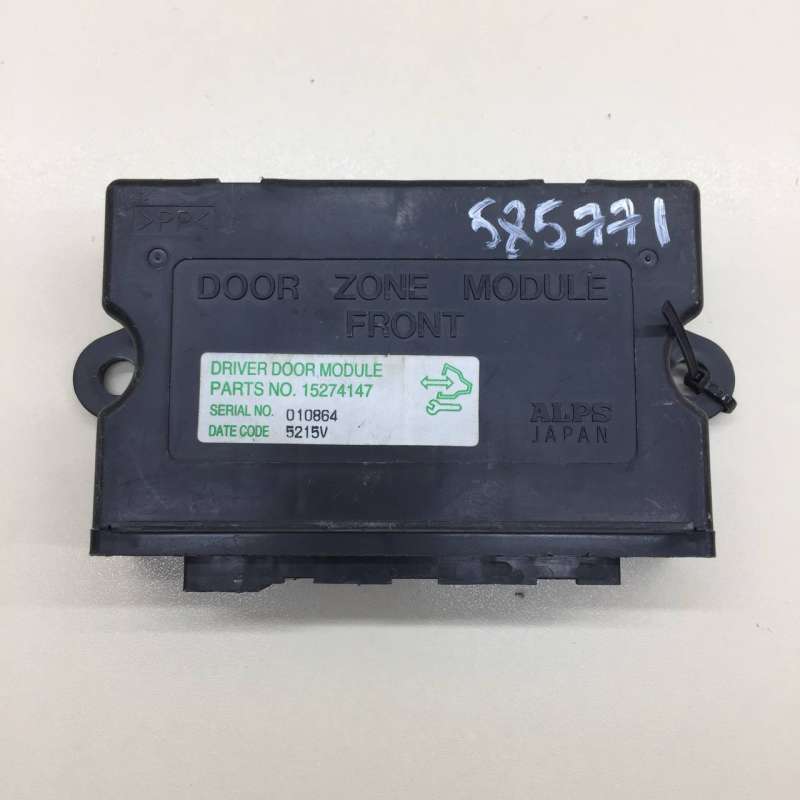 >PP<
585771
DOOR ZONE MODULE
FRONT
DRIVER DOOR MODULE
PARTS NO. 15274147
SERIAL NO. 010864
DATE CODE 5215V
ALPS
JAPAN